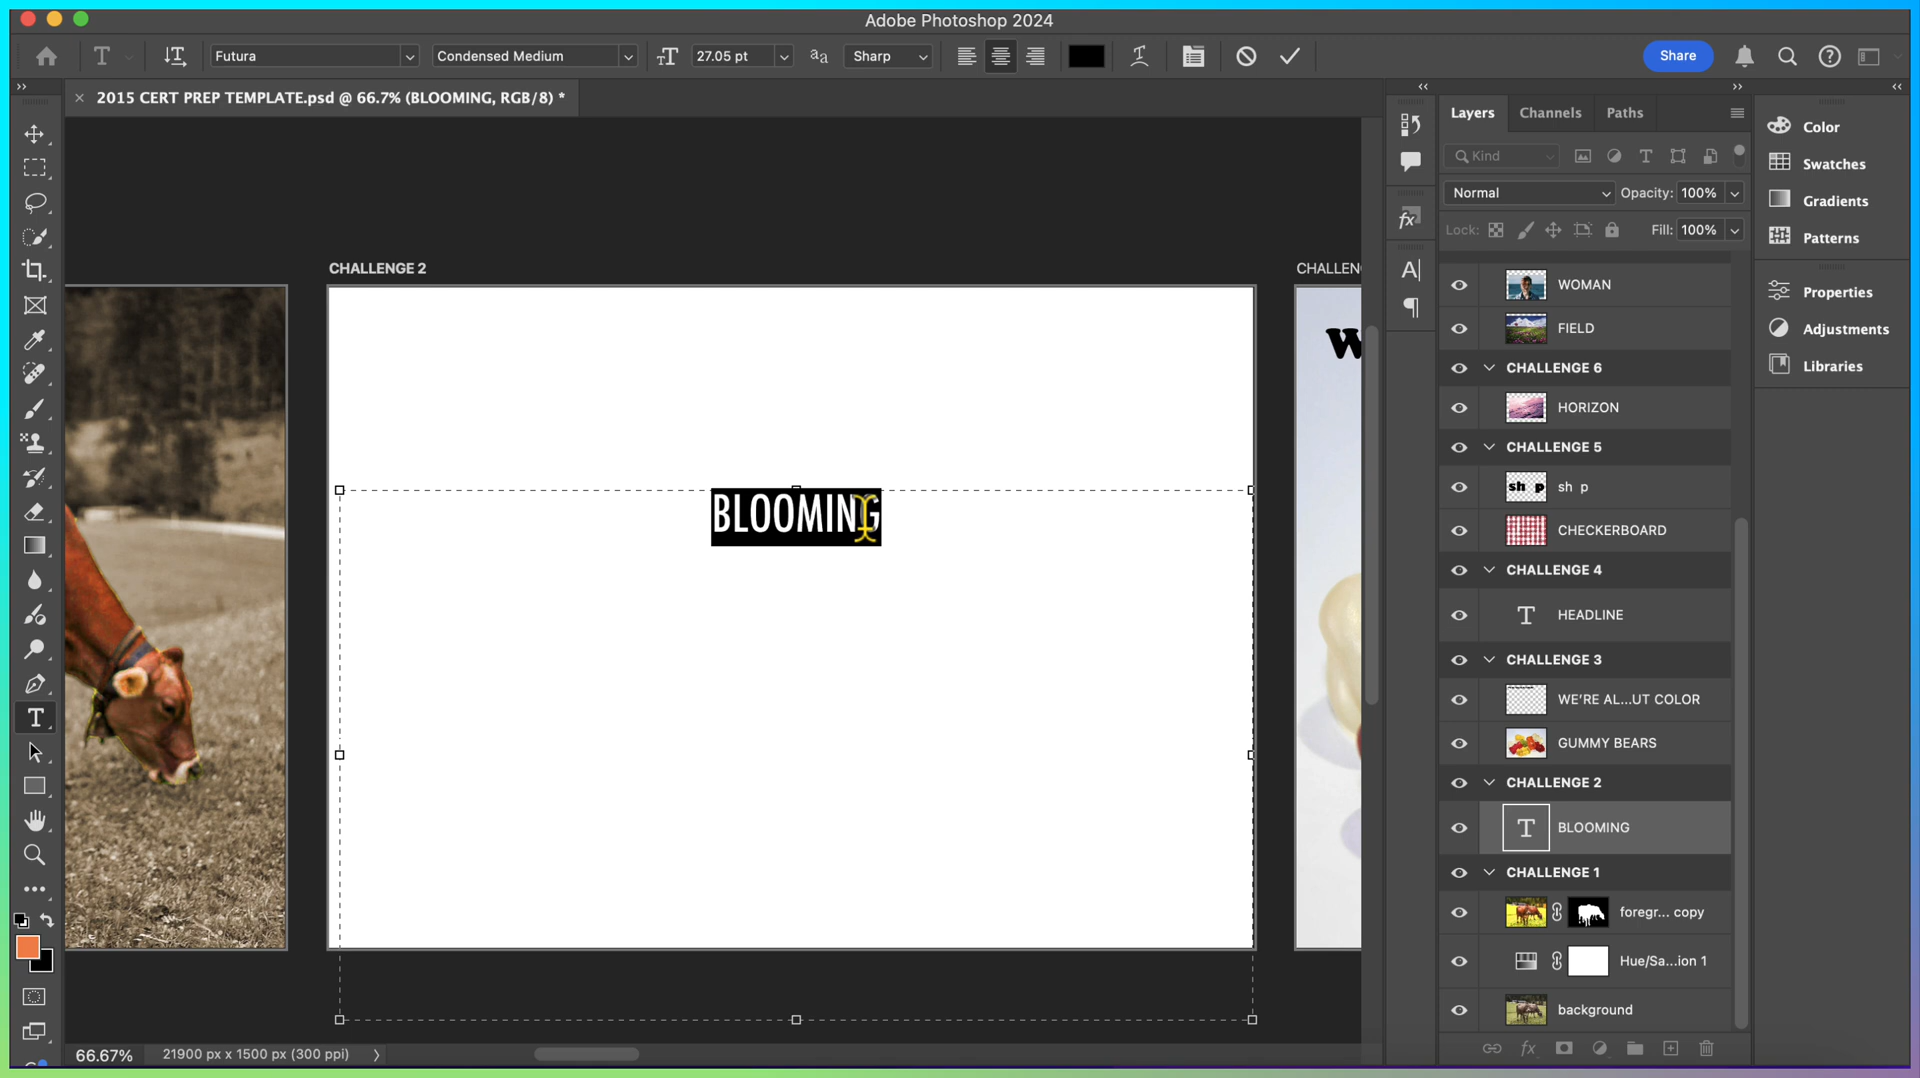 Adobe Photoshop 2024
Futura
Condensed Medium
27.05 pt
aa
Sharp
Share
2015 CERT PREP TEMPLATE.psd @ 66.7% (BLOOMING, RGB/8) *
CHALLENGE 2
CHALLEN
W
BLOOMING
66.67%
21900 px x 1500 px (300 ppi)
Layers
Channels
Paths
Kind
Normal
Opacity: 100%
Lock:
Fill: 100%
WOMAN
FIELD
CHALLENGE 6
HORIZON
CHALLENGE 5
sh p
sh p
CHECKERBOARD
CHALLENGE 4
HEADLINE
CHALLENGE 3
WE'RE AL...UT COLOR
GUMMY BEARS
CHALLENGE 2
BLOOMING
CHALLENGE 1
foregr... copy
Hue/Sa...ion 1
background
Color
Swatches
Gradients
Patterns
Properties
Adjustments
Libraries